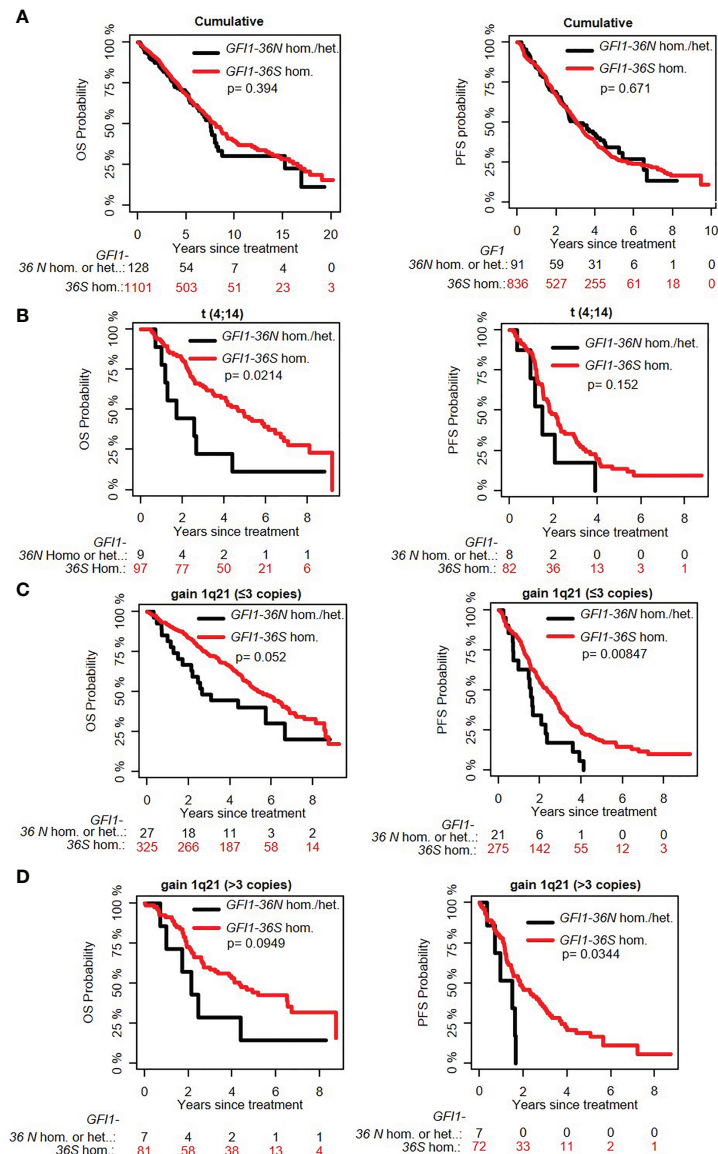 A
Cumulative
OS Probability
0 % 25 % 50 % 75 % 100 %
GFI1-36N hom./het.
GFI1-36S hom.
p= 0.394
0 5 10 15 20
Years since treatment
GFI1-
36 N hom. or het..: 128 54 7 4 0
36S hom.: 1101 503 51 23 3
Cumulative
PFS Probability
0 % 25 % 50 % 75 % 100 %
GFI1-36N hom./het.
GFI1-36S hom.
p= 0.671
0 2 4 6 8 10
Years since treatment
GF1
36N hom. or het.: 91 59 31 6 1 0
36S hom.: 836 527 255 61 18 0
B
t (4;14)
OS Probability
0 % 25 % 50 % 75 % 100 %
GFI1-36N hom./het.
GFI1-36S hom.
p= 0.0214
0 2 4 6 8
Years since treatment
GFI1-
36N Homo or het..: 9 4 2 1 1
36S Hom.: 97 77 50 21 6
t (4;14)
PFS Probability
0 % 25 % 50 % 75 % 100 %
GFI1-36N hom./het.
GFI1-36S hom.
p= 0.152
0 2 4 6 8
Years since treatment
GFI1-
36 N hom. or het..: 8 2 0 0 0
36S hom.: 82 36 13 3 1
C
gain 1q21 (≤3 copies)
OS Probability
0 % 25 % 50 % 75 % 100 %
GFI1-36N hom./het.
GFI1-36S hom.
p= 0.052
0 2 4 6 8
Years since treatment
GFI1-
36 N hom. or het..: 27 18 11 3 2
36S hom.: 325 266 187 58 14
gain 1q21 (≤3 copies)
PFS Probability
0 % 25 % 50 % 75 % 100 %
GFI1-36N hom./het.
GFI1-36S hom.
p= 0.00847
0 2 4 6 8
Years since treatment
GFI1-
36 N hom. or het..: 21 6 1 0 0
36S hom.: 275 142 55 12 3
D
gain 1q21 (>3 copies)
OS Probability
0 % 25 % 50 % 75 % 100 %
GFI1-36N hom./het.
GFI1-36S hom.
p= 0.0949
0 2 4 6 8
Years since treatment
GFI1-
36 N hom. or het..: 7 4 2 1 1
36S hom.: 81 58 38 13 4
gain 1q21 (>3 copies)
PFS Probability
0 % 25 % 50 % 75 % 100 %
GFI1-36N hom./het.
GFI1-36S hom.
p= 0.0344
0 2 4 6 8
Years since treatment
GFI1-
36 N hom. or het..: 7 0 0 0 0
36S hom.: 72 33 11 2 1